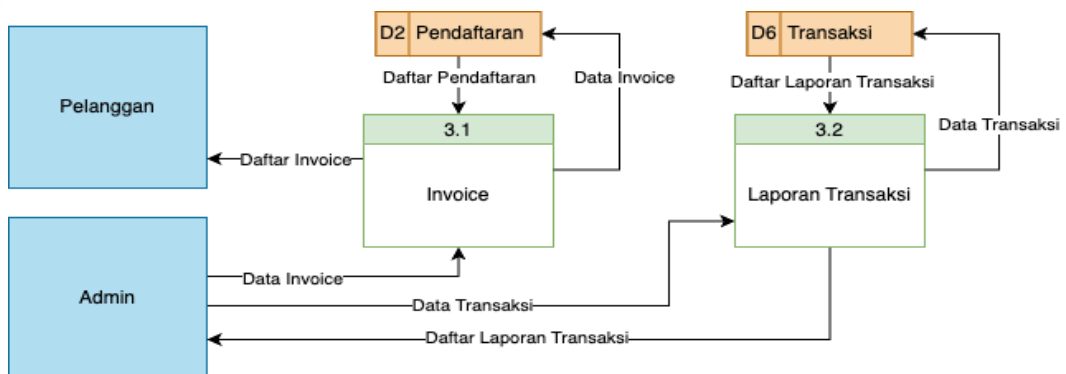 D2 Pendaftaran
D6 Transaksi
Daftar Pendaftaran
Data Invoice
Daftar Laporan Transaksi
Pelanggan
3.1
3.2
Data Transaksi
Daftar Invoice
Invoice
Laporan Transaksi
Data Invoice
Admin
Data Transaksi
Daftar Laporan Transaksi